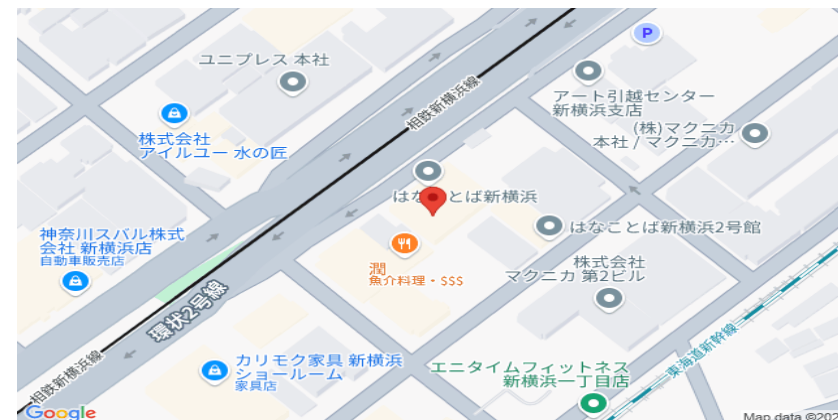 ユニプレス 本社
相鉄新横浜線
P
アート引越センター
新横浜支店
(株)マクニカ
本社 / マクニカ…
株式会社
アイルユー 水の匠
はなことば新横浜
はなことば新横浜2号館
神奈川スバル株式
会社 新横浜店
自動車販売店
潤
魚介料理・$$$
株式会社
マクニカ 第2ビル
環状2号線
東海道新幹線
カリモク家具 新横浜
ショールーム
家具店
エニタイムフィットネス
新横浜一丁目店
相鉄新横浜線
Google
Map data ©202